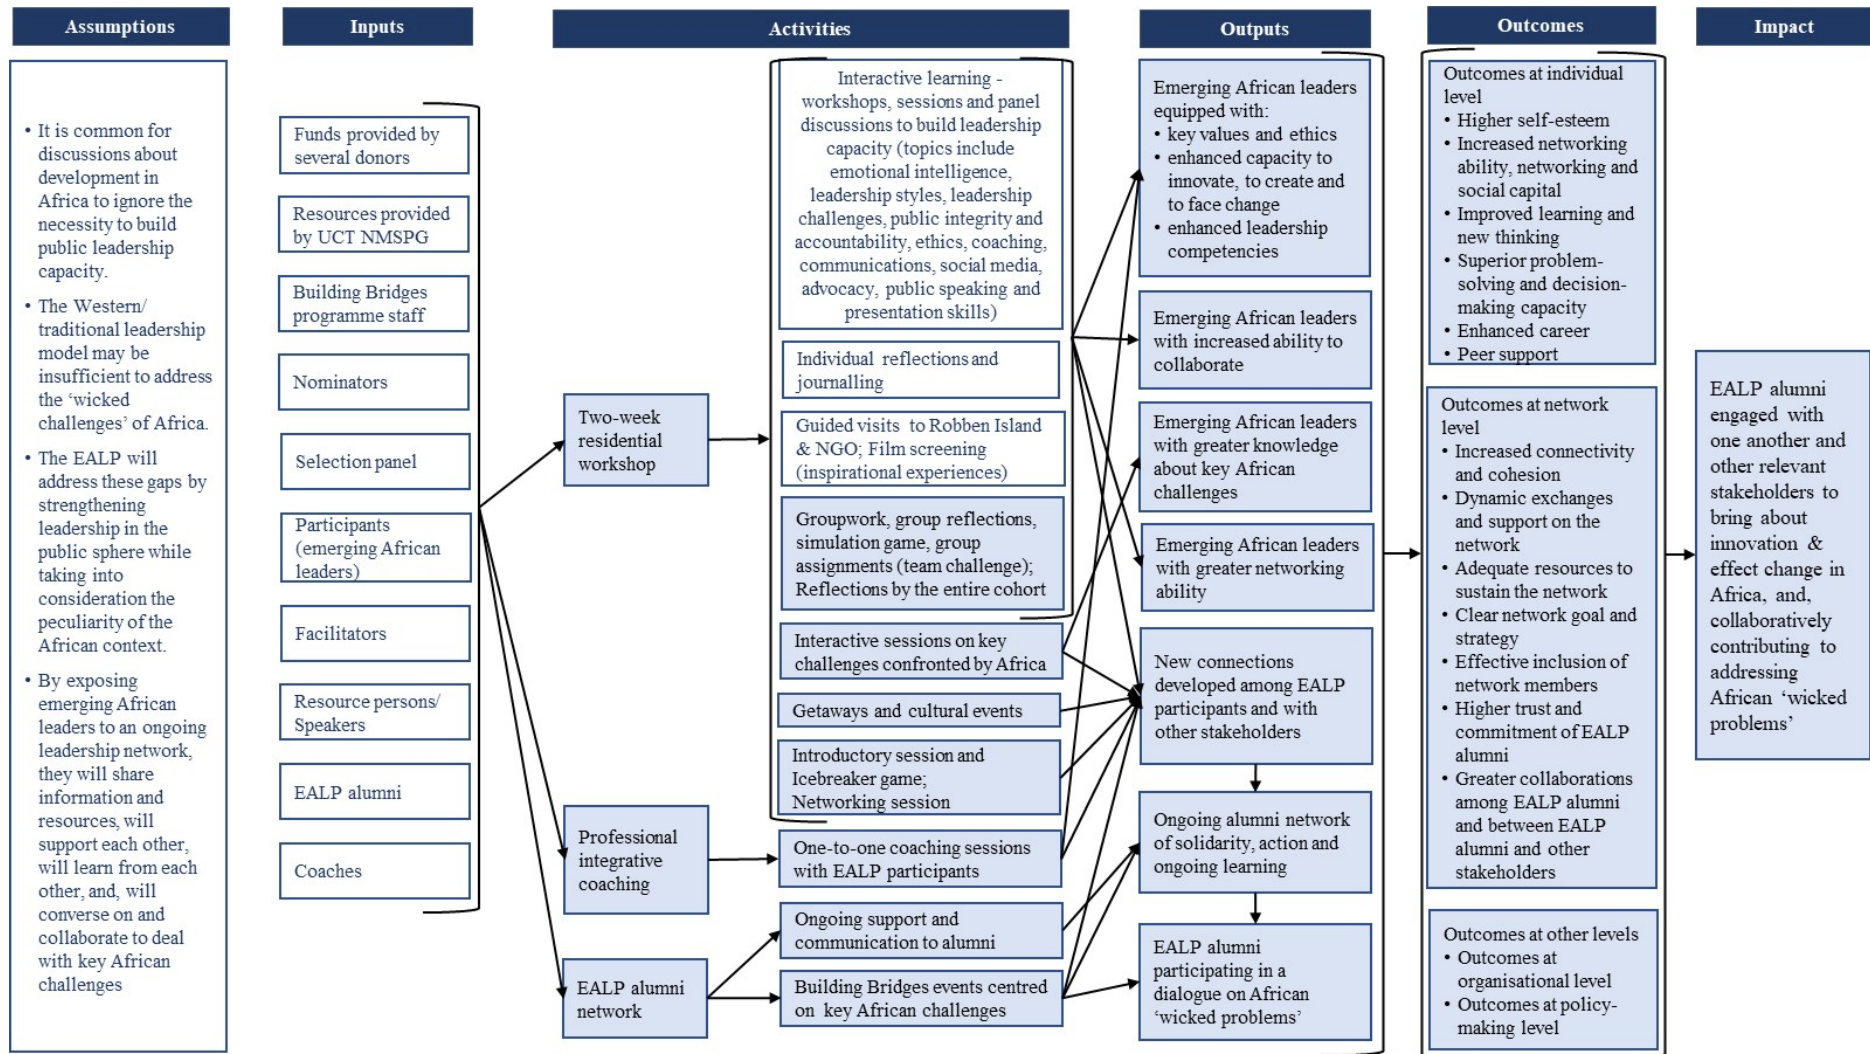 Assumptions
Inputs
Activities
Outputs
Outcomes
Impact
• It is common for
discussions about
development in
Africa to ignore the
necessity to build
public leadership
capacity.
• The Western/
traditional leadership
model may be
insufficient to address
the ‘wicked
challenges’ of Africa.
• The EALP will
address these gaps by
strengthening
leadership in the
public sphere while
taking into
consideration the
peculiarity of the
African context.
• By exposing
emerging African
leaders to an ongoing
leadership network,
they will share
information and
resources, will
support each other,
will learn from each
other, and, will
converse on and
collaborate to deal
with key African
challenges
Funds provided by
several donors
Resources provided
by UCT NMSPG
Building Bridges
programme staff
Nominators
Selection panel
Participants
(emerging African
leaders)
Facilitators
Resource persons/
Speakers
EALP alumni
Coaches
Two-week
residential
workshop
Professional
integrative
coaching
EALP alumni
network
Interactive learning -
workshops, sessions and panel
discussions to build leadership
capacity (topics include
emotional intelligence,
leadership styles, leadership
challenges, public integrity and
accountability, ethics, coaching,
communications, social media,
advocacy, public speaking and
presentation skills)
Individual reflections and
journalling
Guided visits to Robben Island
& NGO; Film screening
(inspirational experiences)
Groupwork, group reflections,
simulation game, group
assignments (team challenge);
Reflections by the entire cohort
Interactive sessions on key
challenges confronted by Africa
Getaways and cultural events
Introductory session and
Icebreaker game;
Networking session
One-to-one coaching sessions
with EALP participants
Ongoing support and
communication to alumni
Building Bridges events centred
on key African challenges
Emerging African leaders
equipped with:
• key values and ethics
• enhanced capacity to
innovate, to create and
to face change
• enhanced leadership
competencies
Emerging African leaders
with increased ability to
collaborate
Emerging African leaders
with greater knowledge
about key African
challenges
Emerging African leaders
with greater networking
ability
New connections
developed among EALP
participants and with
other stakeholders
Ongoing alumni network
of solidarity, action and
ongoing learning
EALP alumni
participating in a
dialogue on African
‘wicked problems’
Outcomes at individual
level
• Higher self-esteem
• Increased networking
ability, networking and
social capital
• Improved learning and
new thinking
• Superior problem-
solving and decision-
making capacity
• Enhanced career
• Peer support
Outcomes at network
level
• Increased connectivity
and cohesion
• Dynamic exchanges
and support on the
network
• Adequate resources to
sustain the network
• Clear network goal and
strategy
• Effective inclusion of
network members
• Higher trust and
commitment of EALP
alumni
• Greater collaborations
among EALP alumni
and between EALP
alumni and other
stakeholders
Outcomes at other levels
• Outcomes at
organisational level
• Outcomes at policy-
making level
EALP alumni
engaged with
one another and
other relevant
stakeholders to
bring about
innovation &
effect change in
Africa, and,
collaboratively
contributing to
addressing
African ‘wicked
problems’